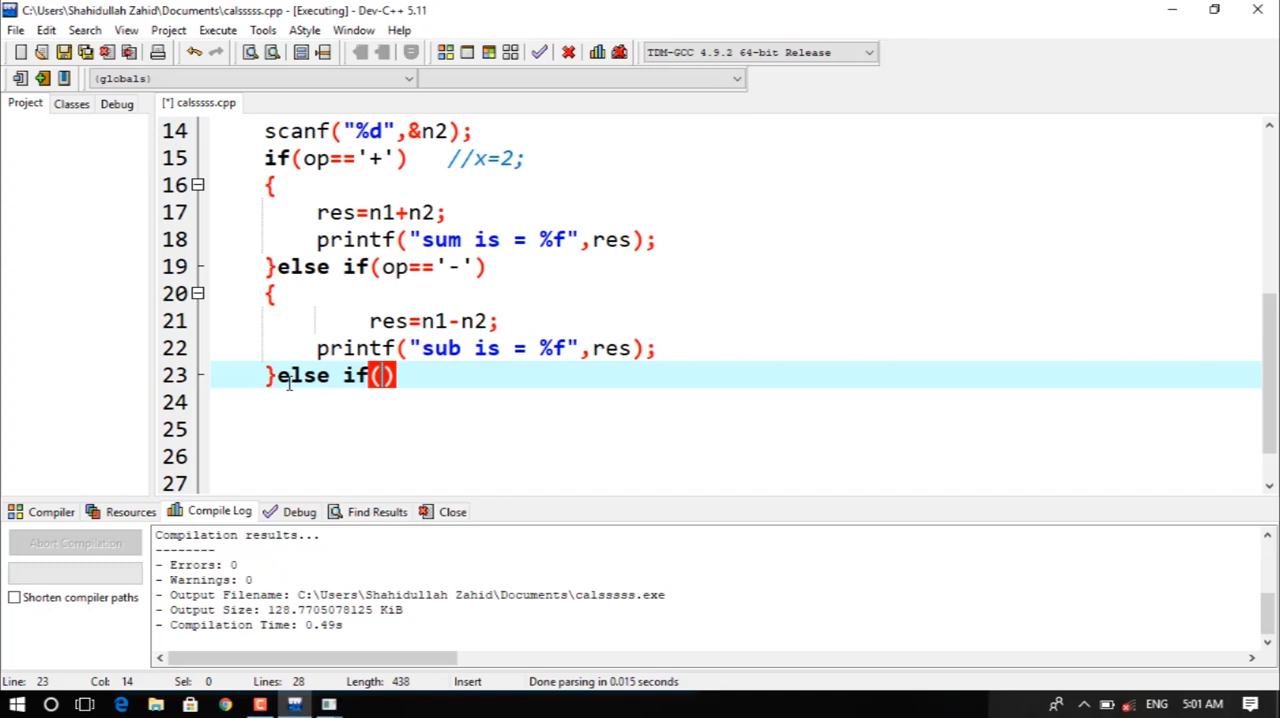 C:\Users\Shahidullah Zahid\Documents\calsssss.cpp - [Executing] - Dev-C++ 5.11
File Edit Search View Project Execute Tools AStyle Window Help
TDM-GCC 4.9.2 64-bit Release
(globals)
Project Classes Debug [*] calsssss.cpp
14 scanf("%d",&n2);
15 if(op=='+') //x=2;
16 {
17 res=n1+n2;
18 printf("sum is = %f",res);
19 }else if(op=='-')
20 {
21 res=n1-n2;
22 printf("sub is = %f",res);
23 }else if()
24
25
26
27
Compiler Resources Compile Log Debug Find Results Close
Abort Compilation
Shorten compiler paths
Compilation results...
--------
- Errors: 0
- Warnings: 0
- Output Filename: C:\Users\Shahidullah Zahid\Documents\calsssss.exe
- Output Size: 128.7705078125 KiB
- Compilation Time: 0.49s
Line: 23 Col: 14 Sel: 0 Lines: 28 Length: 438 Insert Done parsing in 0.015 seconds
ENG 5:01 AM